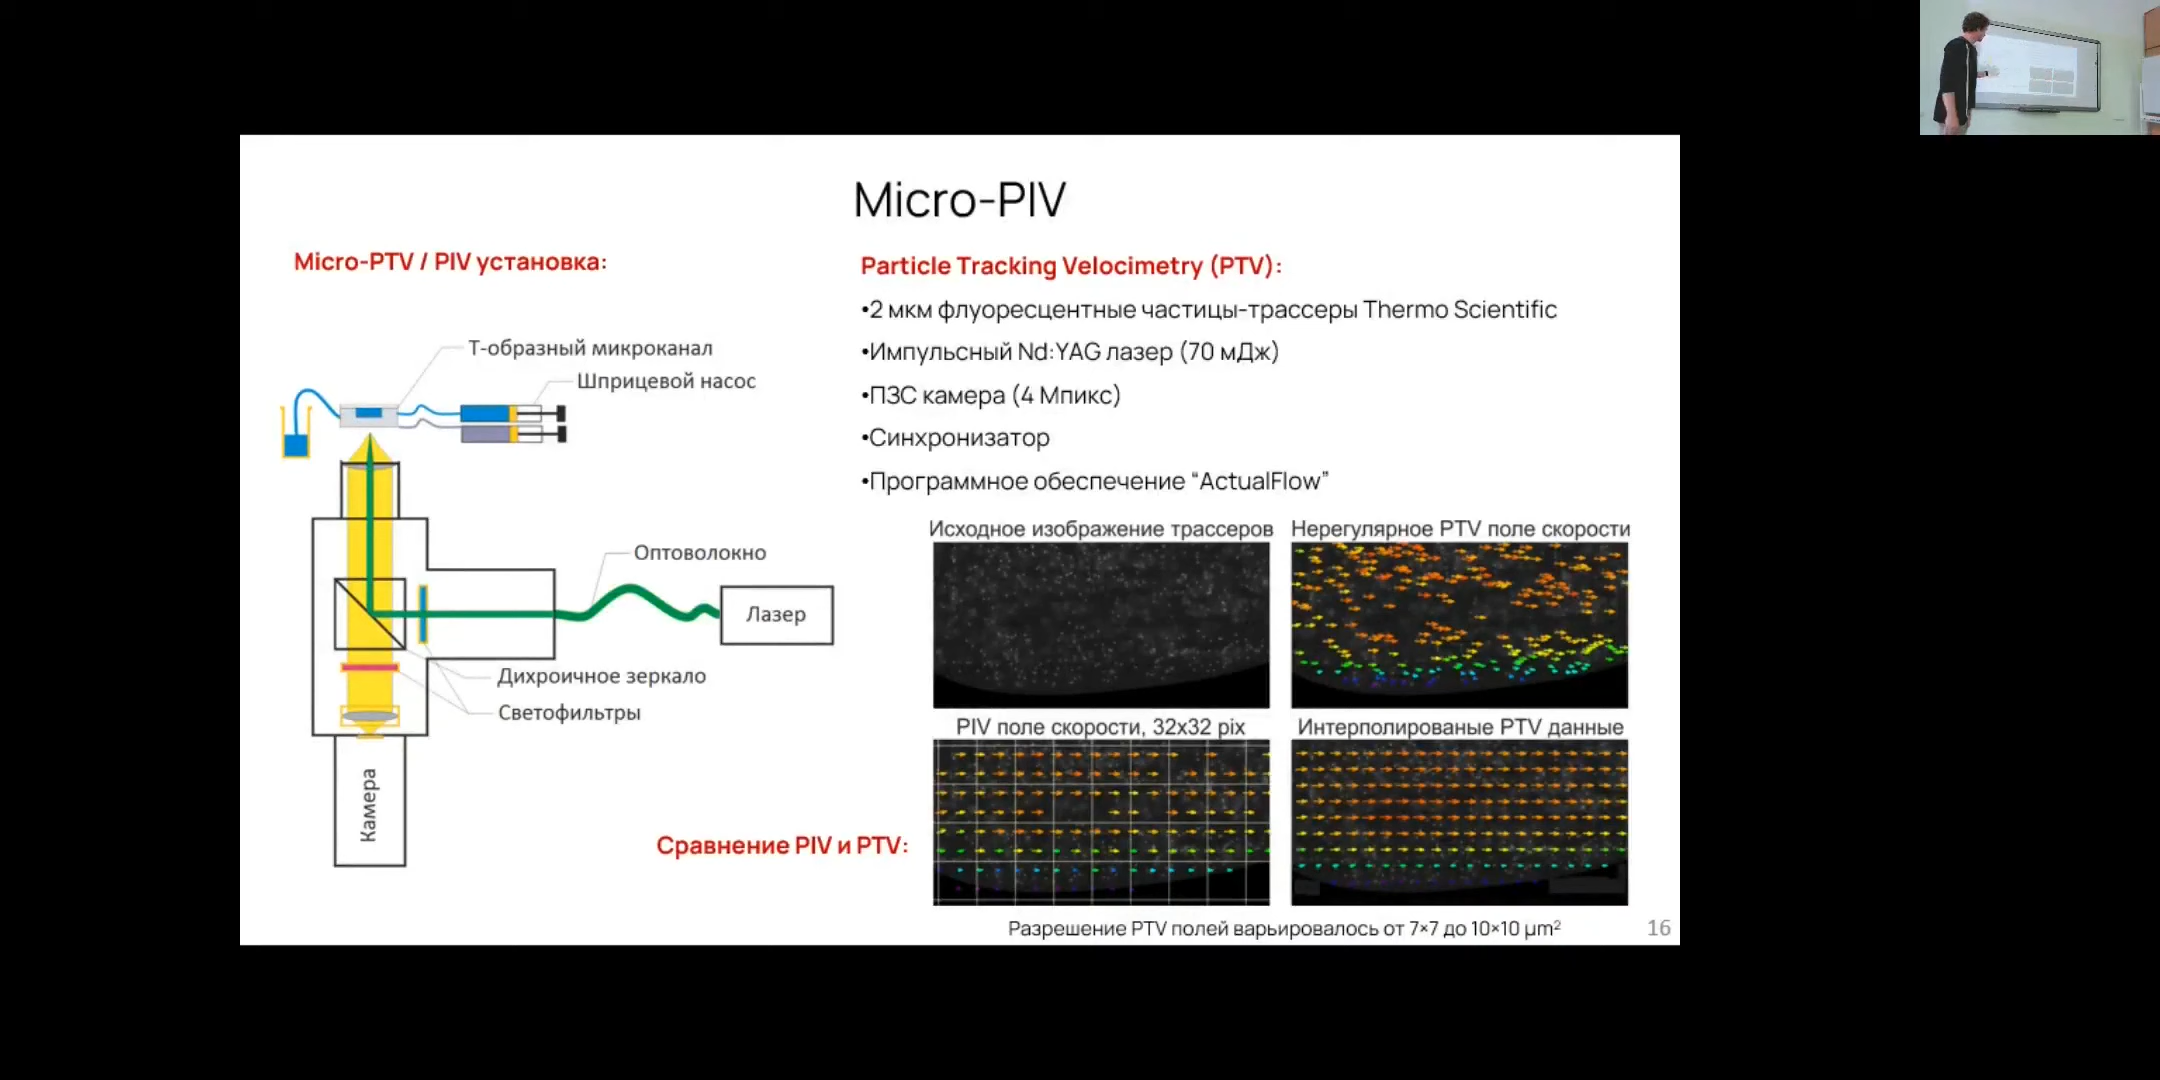 Micro-PIV
Micro-PTV / PIV установка:
Т-образный микроканал
Шприцевой насос
Оптоволокно
Лазер
Дихроичное зеркало
Светофильтры
Камера
Particle Tracking Velocimetry (PTV):
•2 мкм флуоресцентные частицы-трассеры Thermo Scientific
•Импульсный Nd:YAG лазер (70 мДж)
•ПЗС камера (4 Мпикс)
•Синхронизатор
•Программное обеспечение “ActualFlow”
Исходное изображение трассеров
Нерегулярное PTV поле скорости
PIV поле скорости, 32x32 pix
Интерполированые PTV данные
Сравнение PIV и PTV:
Разрешение PTV полей варьировалось от 7×7 до 10×10 µm²
16